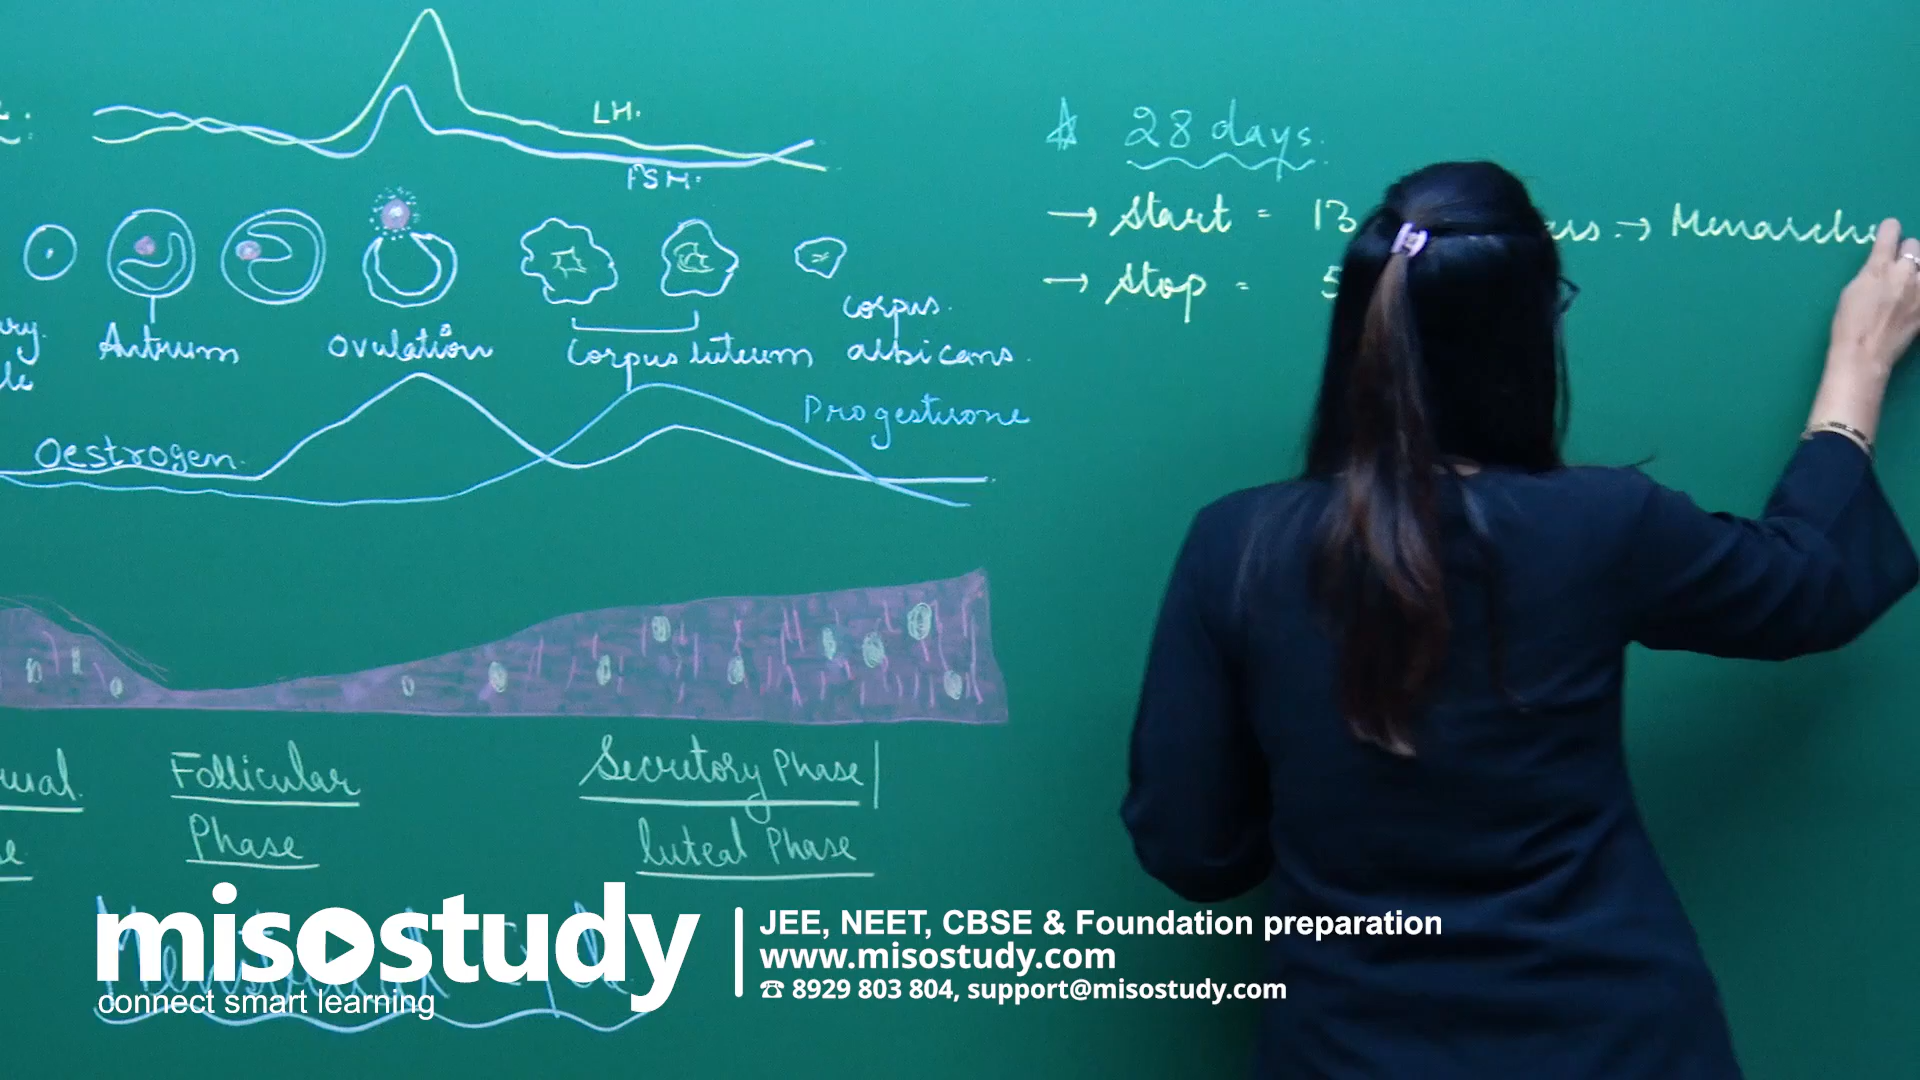 LH.
FSH.
28 days.
→ Start = 13 → Menarche
→ Stop = 5
Antrum
Ovulation
Corpus luteum
corpus.
albicans.
Progesterone
Oestrogen.
Follicular
Phase
Secretory Phase/
luteal Phase
misostudy
connect smart learning
JEE, NEET, CBSE & Foundation preparation
www.misostudy.com
☎ 8929 803 804, support@misostudy.com